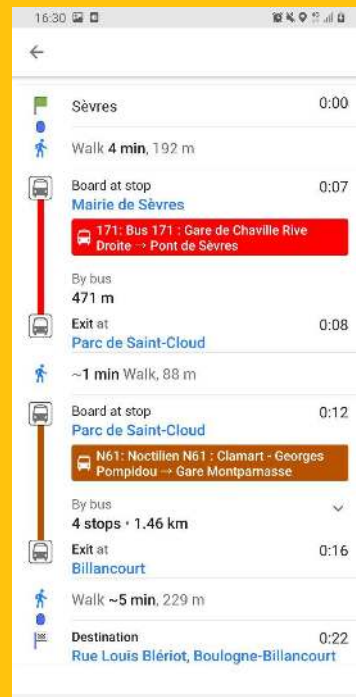 16:30
Sèvres 0:00
Walk 4 min, 192 m
Board at stop 0:07
Mairie de Sèvres
171: Bus 171 : Gare de Chaville Rive
Droite → Pont de Sèvres
By bus
471 m
Exit at 0:08
Parc de Saint-Cloud
~1 min Walk, 88 m
Board at stop 0:12
Parc de Saint-Cloud
N61: Noctilien N61 : Clamart - Georges
Pompidou → Gare Montparnasse
By bus
4 stops • 1.46 km
Exit at 0:16
Billancourt
Walk ~5 min, 229 m
Destination 0:22
Rue Louis Blériot, Boulogne-Billancourt